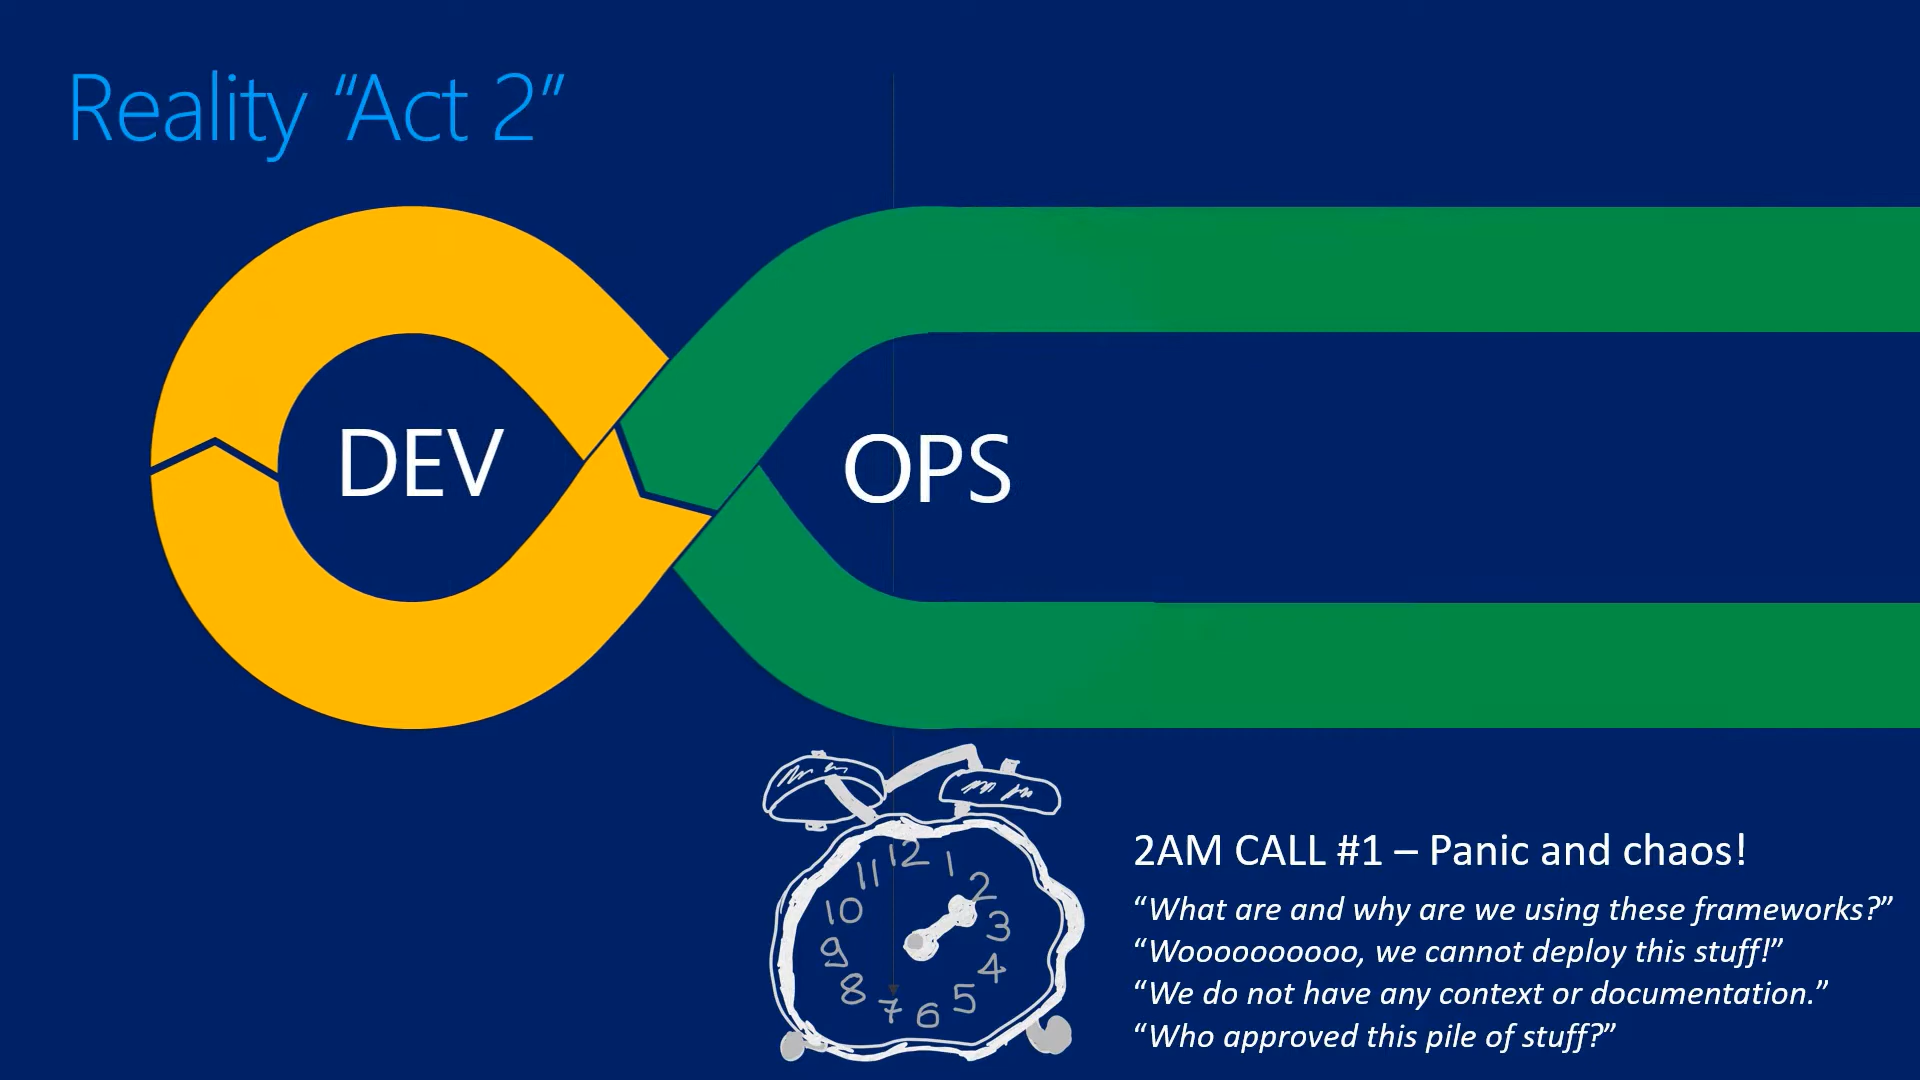 Reality “Act 2”
DEV
OPS
12
1
2
3
4
5
6
7
8
9
10
11
2AM CALL #1 – Panic and chaos!
“What are and why are we using these frameworks?”
“Woooooooooo, we cannot deploy this stuff!”
“We do not have any context or documentation.”
“Who approved this pile of stuff?”